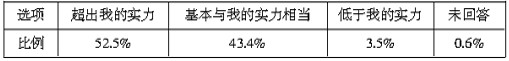 选项 超出我的实力 基本与我的实力相当 低于我的实力 未回答
比例 52.5% 43.4% 3.5% 0.6%